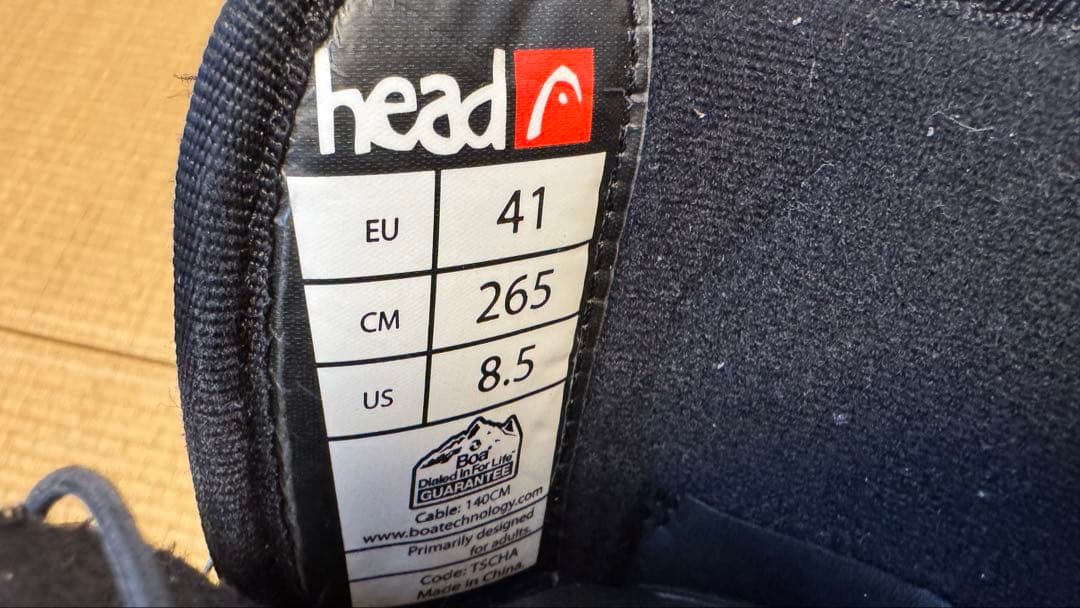 head
EU 41
CM 265
US 8.5
Boa
Dialed In For Life™
GUARANTEE
Cable: 140CM
www.boatechnology.com
Primarily designed
for adults.
Code: TSCHA
Made in China.